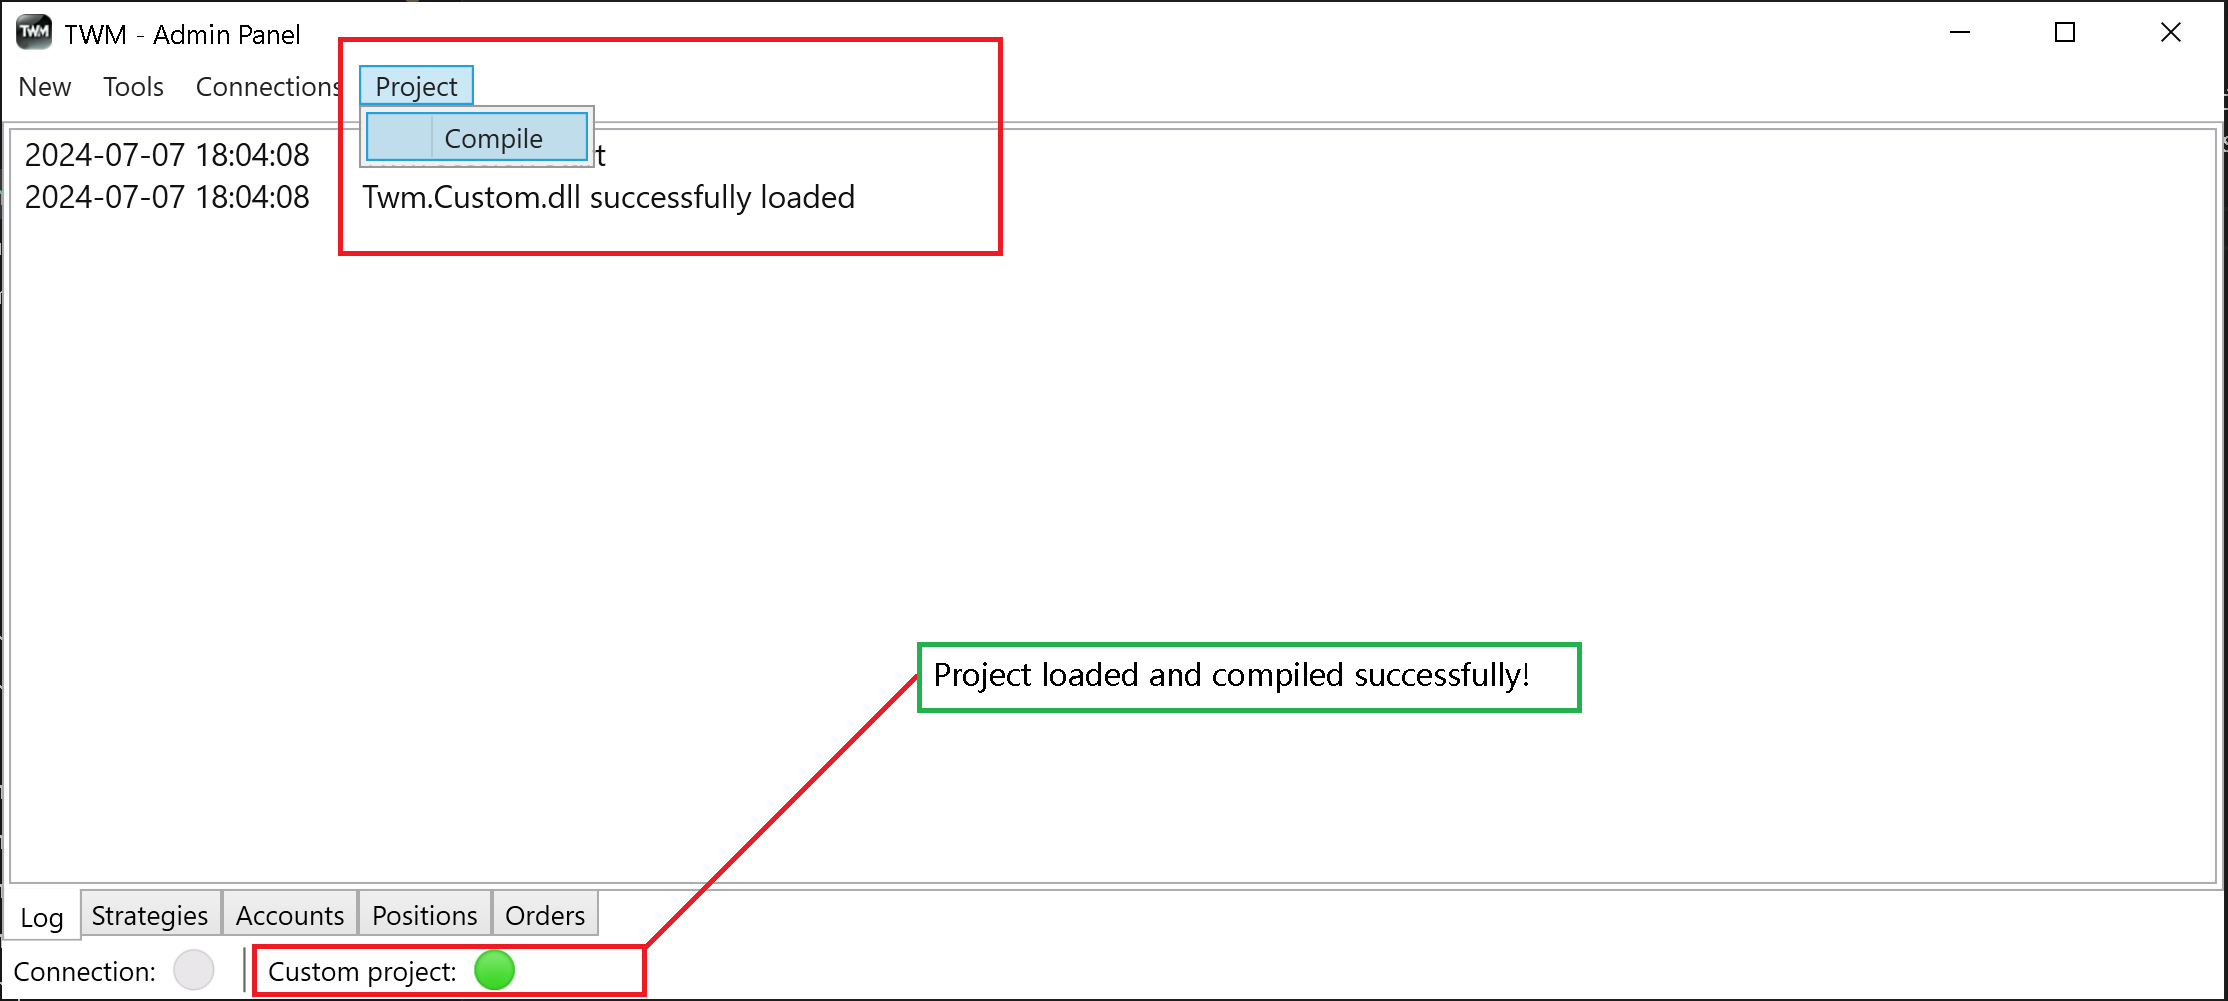 TWM TWM - Admin Panel
New Tools Connections Project
Compile
2024-07-07 18:04:08
2024-07-07 18:04:08 Twm.Custom.dll successfully loaded
Project loaded and compiled successfully!
Log Strategies Accounts Positions Orders
Connection: Custom project: